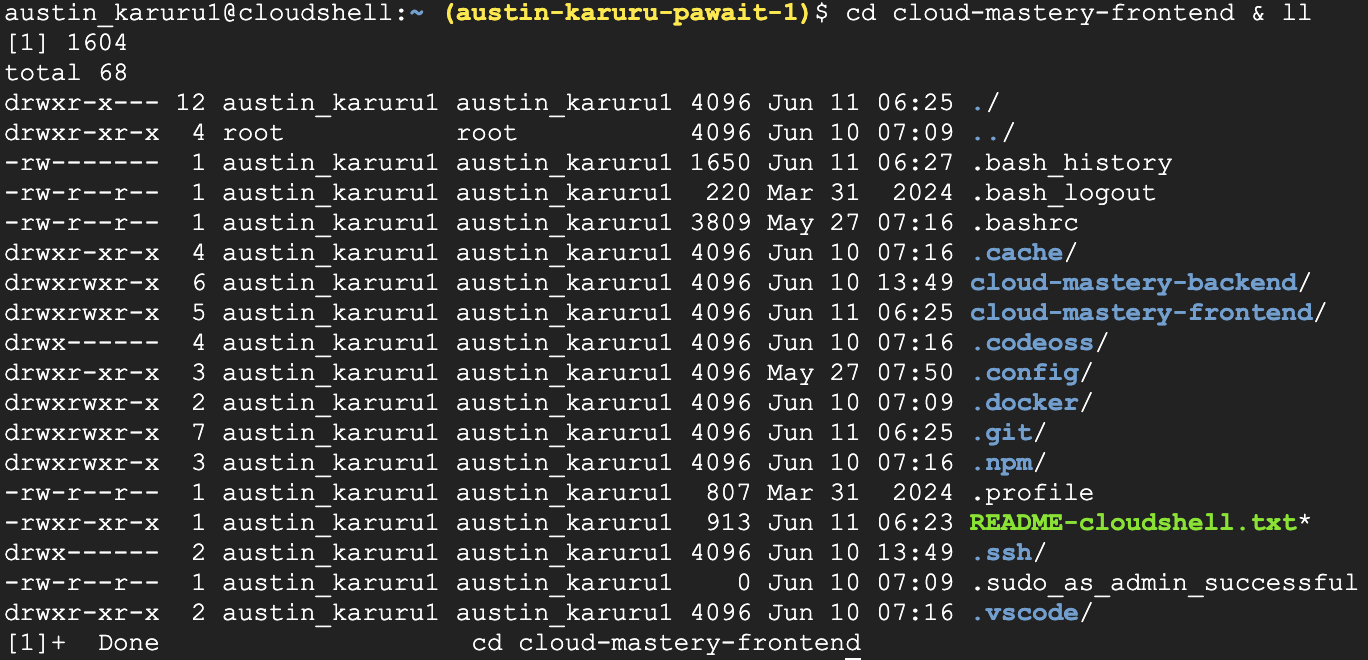 austin_karuru1@cloudshell:~ (austin-karuru-pawait-1)$ cd cloud-mastery-frontend & ll
[1] 1604
total 68
drwxr-x--- 12 austin_karuru1 austin_karuru1 4096 Jun 11 06:25 ./
drwxr-xr-x  4 root           root           4096 Jun 10 07:09 ../
-rw-------  1 austin_karuru1 austin_karuru1 1650 Jun 11 06:27 .bash_history
-rw-r--r--  1 austin_karuru1 austin_karuru1  220 Mar 31  2024 .bash_logout
-rw-r--r--  1 austin_karuru1 austin_karuru1 3809 May 27 07:16 .bashrc
drwxr-xr-x  4 austin_karuru1 austin_karuru1 4096 Jun 10 07:16 .cache/
drwxrwxr-x  6 austin_karuru1 austin_karuru1 4096 Jun 10 13:49 cloud-mastery-backend/
drwxrwxr-x  5 austin_karuru1 austin_karuru1 4096 Jun 11 06:25 cloud-mastery-frontend/
drwx------  4 austin_karuru1 austin_karuru1 4096 Jun 10 07:16 .codeoss/
drwxr-xr-x  3 austin_karuru1 austin_karuru1 4096 May 27 07:50 .config/
drwxrwxr-x  2 austin_karuru1 austin_karuru1 4096 Jun 10 07:09 .docker/
drwxrwxr-x  7 austin_karuru1 austin_karuru1 4096 Jun 11 06:25 .git/
drwxrwxr-x  3 austin_karuru1 austin_karuru1 4096 Jun 10 07:16 .npm/
-rw-r--r--  1 austin_karuru1 austin_karuru1  807 Mar 31  2024 .profile
-rwxr-xr-x  1 austin_karuru1 austin_karuru1  913 Jun 11 06:23 README-cloudshell.txt*
drwx------  2 austin_karuru1 austin_karuru1 4096 Jun 10 13:49 .ssh/
-rw-r--r--  1 austin_karuru1 austin_karuru1    0 Jun 10 07:09 .sudo_as_admin_successful
drwxr-xr-x  2 austin_karuru1 austin_karuru1 4096 Jun 10 07:16 .vscode/
[1]+  Done                    cd cloud-mastery-frontend